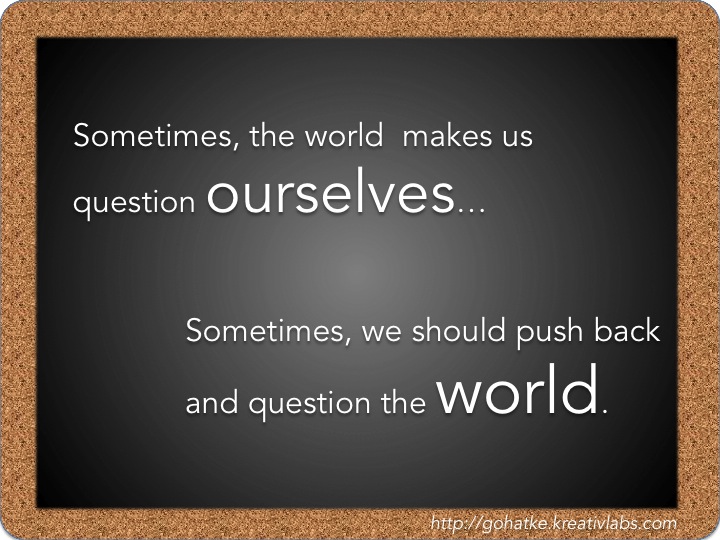 Sometimes, the world  makes us
question ourselves...
Sometimes, we should push back
and question the world.
http://gohatke.kreativlabs.com